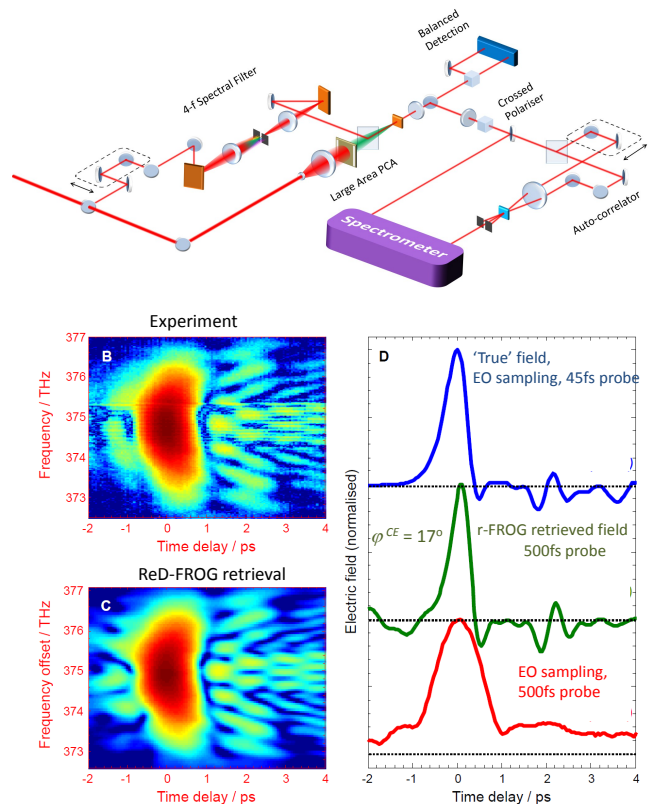 Balanced
Detection
4-f Spectral Filter
Crossed
Polariser
Large Area PCA
Spectrometer
Auto-correlator
Experiment
B
377
376
375
374
373
Frequency / THz
-2 -1 0 1 2 3 4
Time delay / ps
ReD-FROG retrieval
C
377
376
375
374
373
Frequency offset / THz
-2 -1 0 1 2 3 4
Time delay / ps
D
'True' field,
EO sampling, 45fs probe
φCE = 17o
r-FROG retrieved field
500fs probe
EO sampling,
500fs probe
Electric field (normalised)
-2 -1 0 1 2 3 4
Time delay / ps